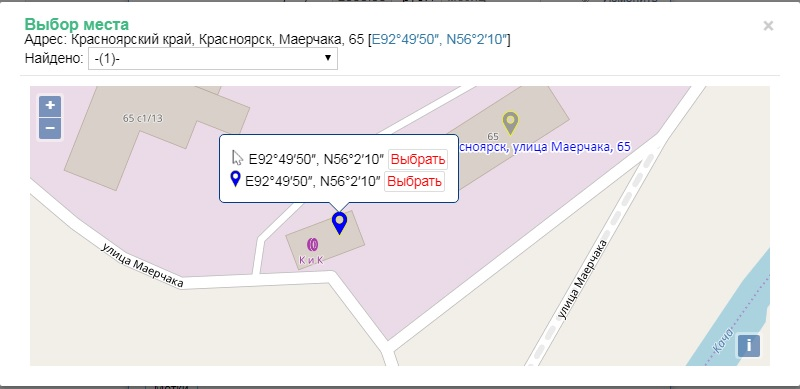 Выбор места
×
Адрес: Красноярский край, Красноярск, Маерчака, 65 [E92°49′50″, N56°2′10″]
Найдено: -(1)-
+
−
65 с1/13
65
сноярск, улица Маерчака, 65
E92°49′50″, N56°2′10″ Выбрать
E92°49′50″, N56°2′10″ Выбрать
К и К
улица Маерчака
улица Маерчака
Кача
i